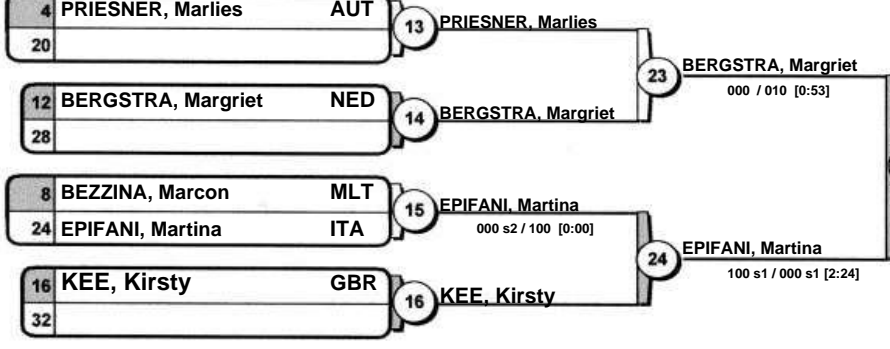 4 PRIESNER, Marlies AUT
20
13 PRIESNER, Marlies
12 BERGSTRA, Margriet NED
28
14 BERGSTRA, Margriet
23 BERGSTRA, Margriet
000 / 010 [0:53]
8 BEZZINA, Marcon MLT
24 EPIFANI, Martina ITA
15 EPIFANI, Martina
000 s2 / 100 [0:00]
16 KEE, Kirsty GBR
32
16 KEE, Kirsty
24 EPIFANI, Martina
100 s1 / 000 s1 [2:24]